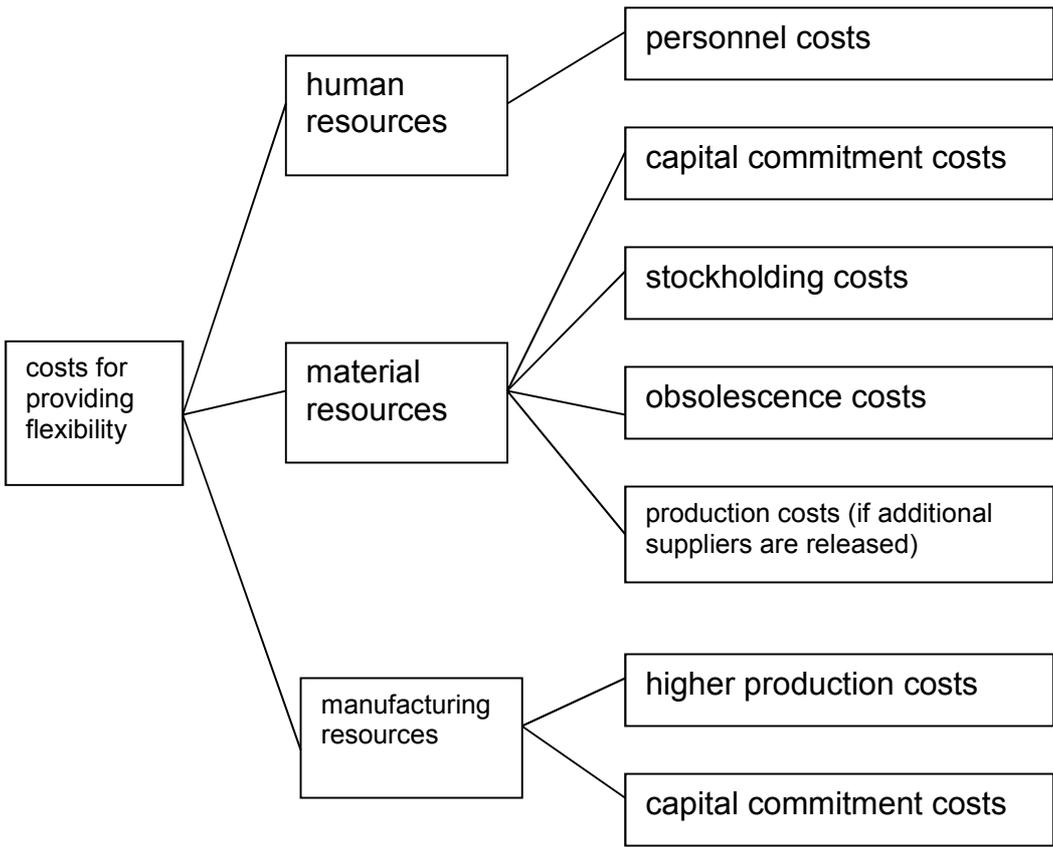 costs for
providing
flexibility
human
resources
material
resources
manufacturing
resources
personnel costs
capital commitment costs
stockholding costs
obsolescence costs
production costs (if additional
suppliers are released)
higher production costs
capital commitment costs